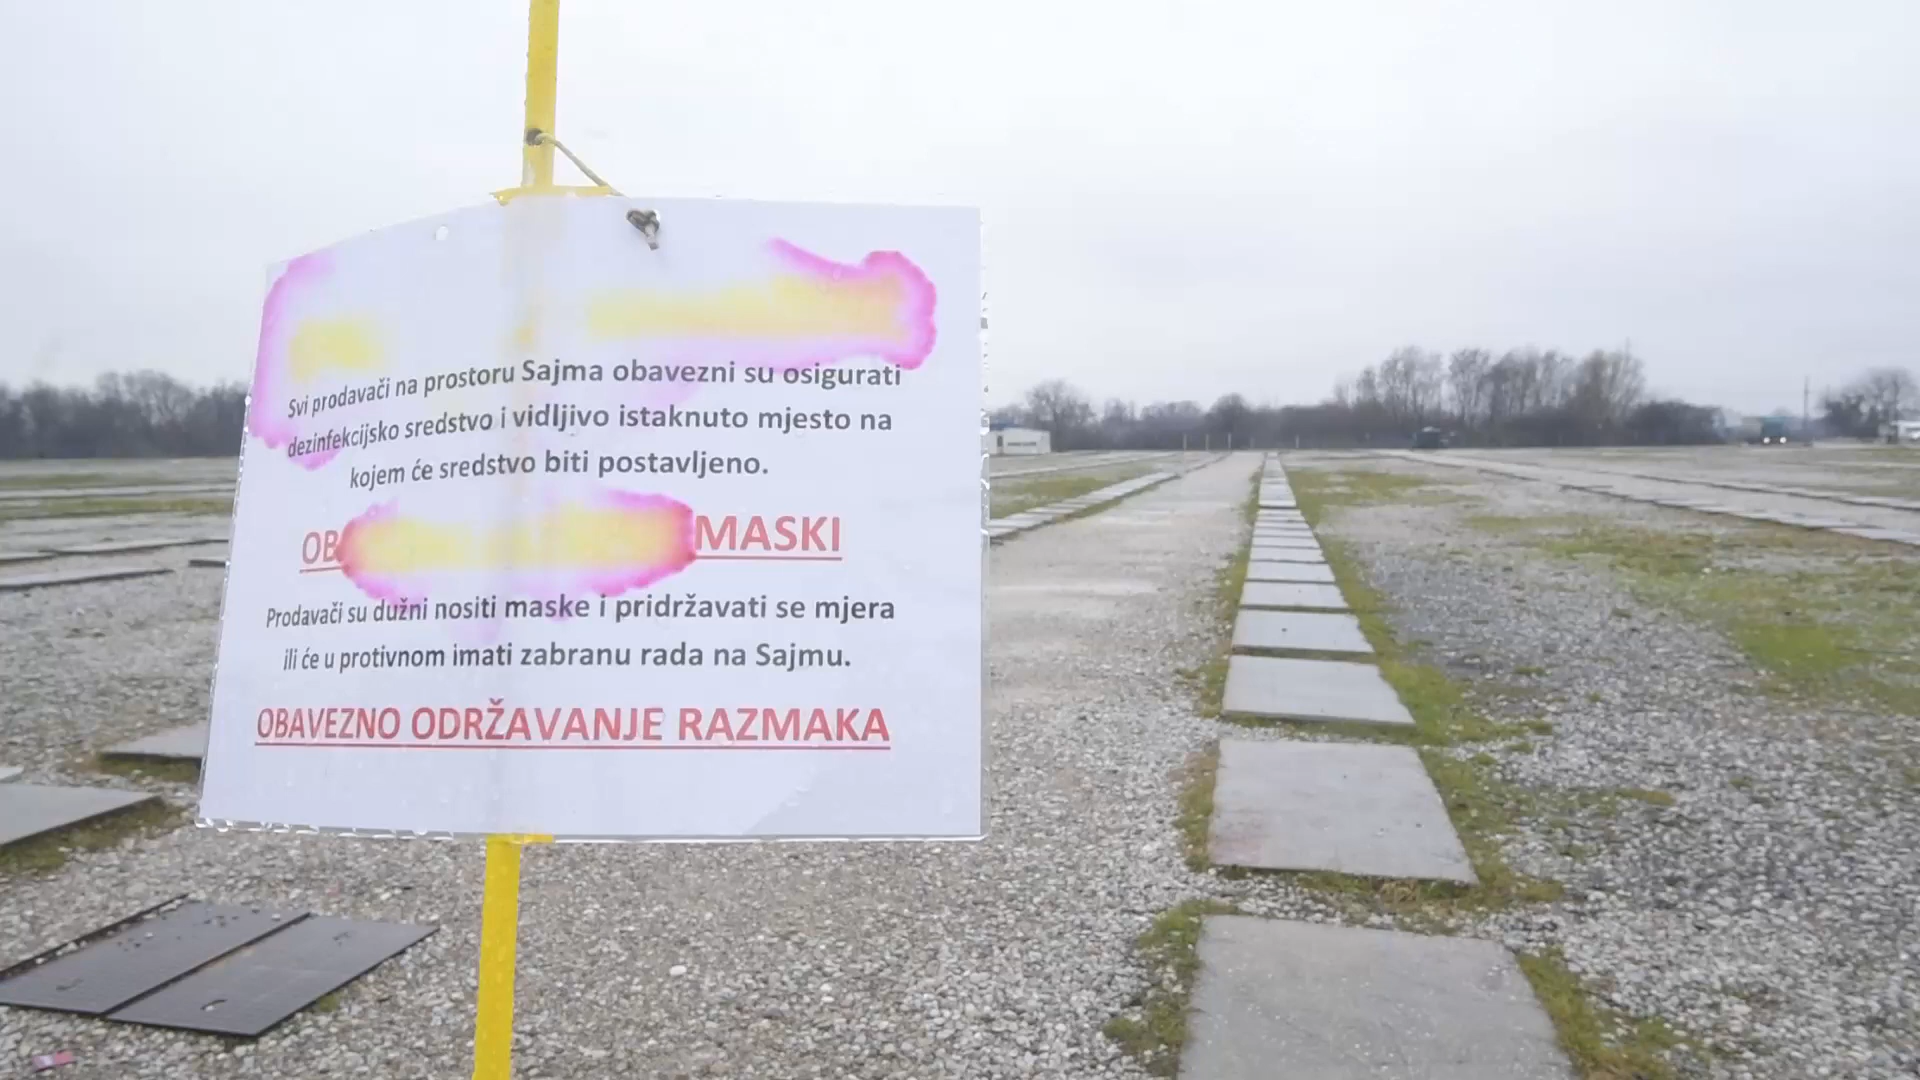 Svi prodavači na prostoru Sajma obavezni su osigurati
dezinfekcijsko sredstvo i vidljivo istaknuto mjesto na
kojem će sredstvo biti postavljeno.
MASKI
Prodavači su dužni nositi maske i pridržavati se mjera
ili će u protivnom imati zabranu rada na Sajmu.
OBAVEZNO ODRŽAVANJE RAZMAKA